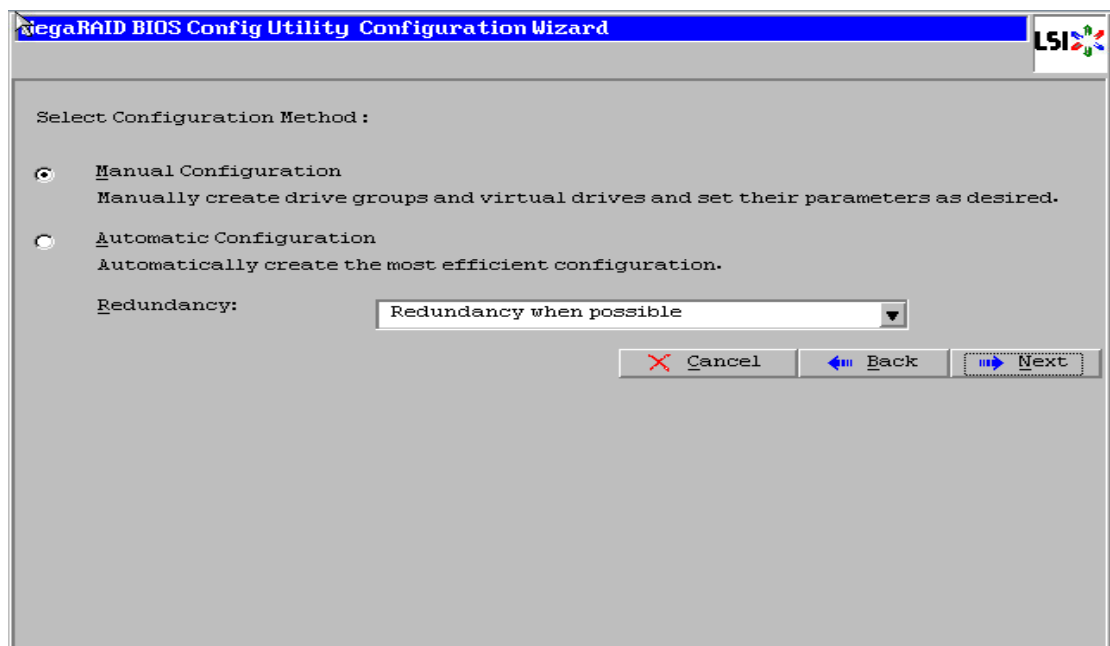 MegaRAID BIOS Config Utility Configuration Wizard
LSI
Select Configuration Method:
Manual Configuration
Manually create drive groups and virtual drives and set their parameters as desired.
Automatic Configuration
Automatically create the most efficient configuration.
Redundancy: Redundancy when possible
Cancel Back Next